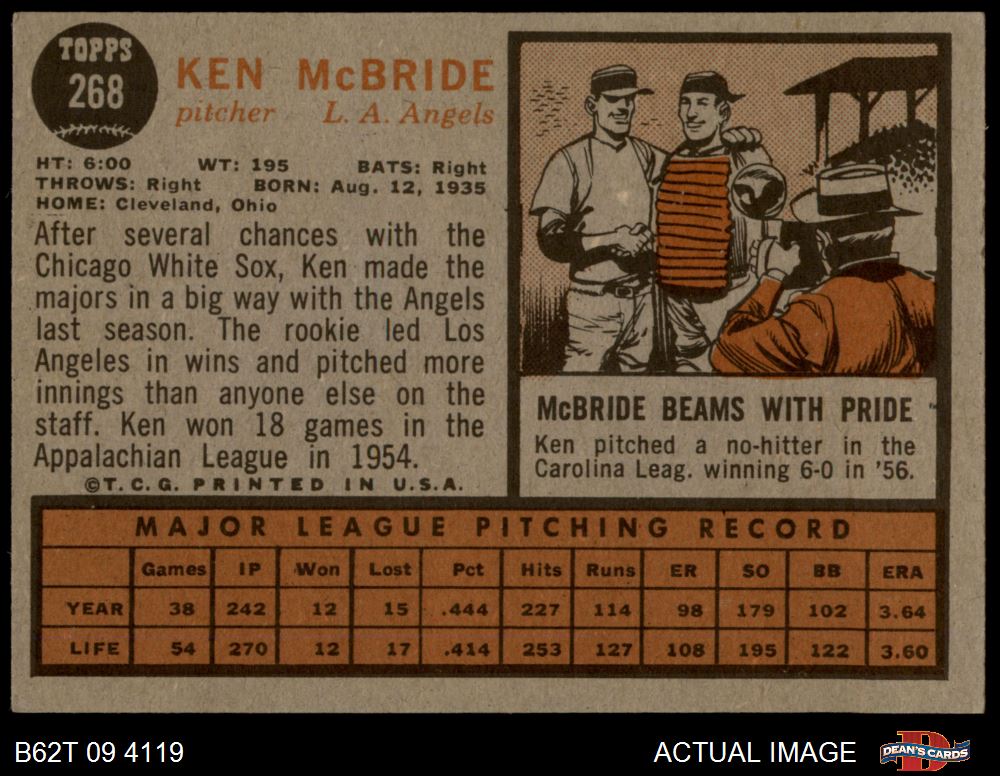 TOPPS
268
KEN McBRIDE
pitcher L. A. Angels
HT: 6:00 WT: 195 BATS: Right
THROWS: Right BORN: Aug. 12, 1935
HOME: Cleveland, Ohio
After several chances with the
Chicago White Sox, Ken made the
majors in a big way with the Angels
last season. The rookie led Los
Angeles in wins and pitched more
innings than anyone else on the
staff. Ken won 18 games in the
Appalachian League in 1954.
©T.C.G. PRINTED IN U.S.A.
McBRIDE BEAMS WITH PRIDE
Ken pitched a no-hitter in the
Carolina Leag. winning 6-0 in '56.
MAJOR LEAGUE PITCHING RECORD
Games IP Won Lost Pct Hits Runs ER SO BB ERA
YEAR 38 242 12 15 .444 227 114 98 179 102 3.64
LIFE 54 270 12 17 .414 253 127 108 195 122 3.60
B62T 09 4119 ACTUAL IMAGE DEAN'S CARDS